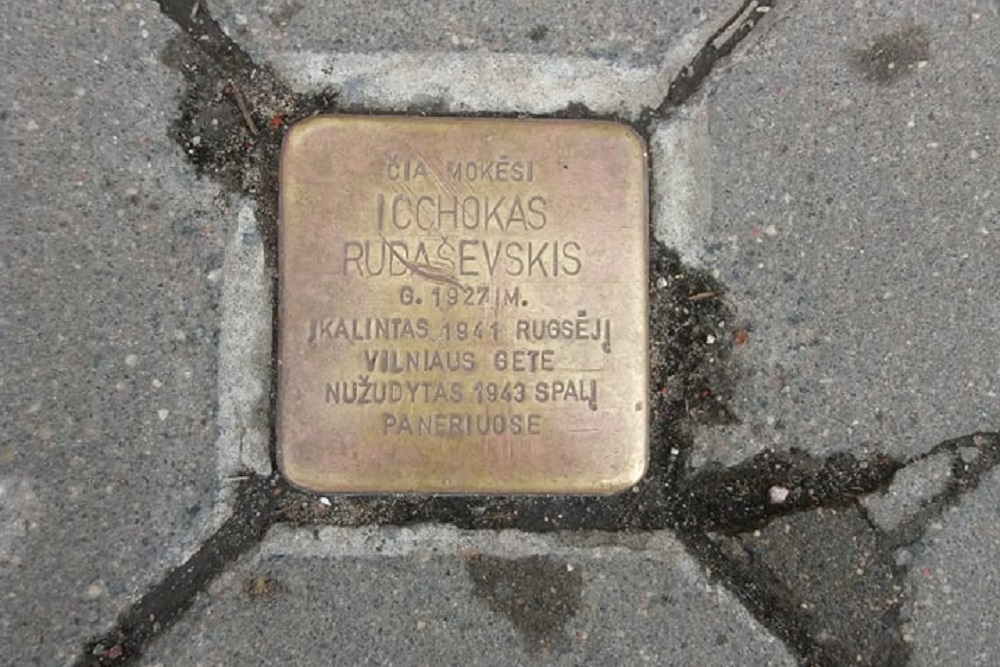 ČIA MOKĖSI
ICCHOKAS
RUDAŠEVSKIS
G. 1927 M.
ĮKALINTAS 1941 RUGSĖJĮ
VILNIAUS GETE
NUŽUDYTAS 1943 SPALĮ
PANERIUOSE